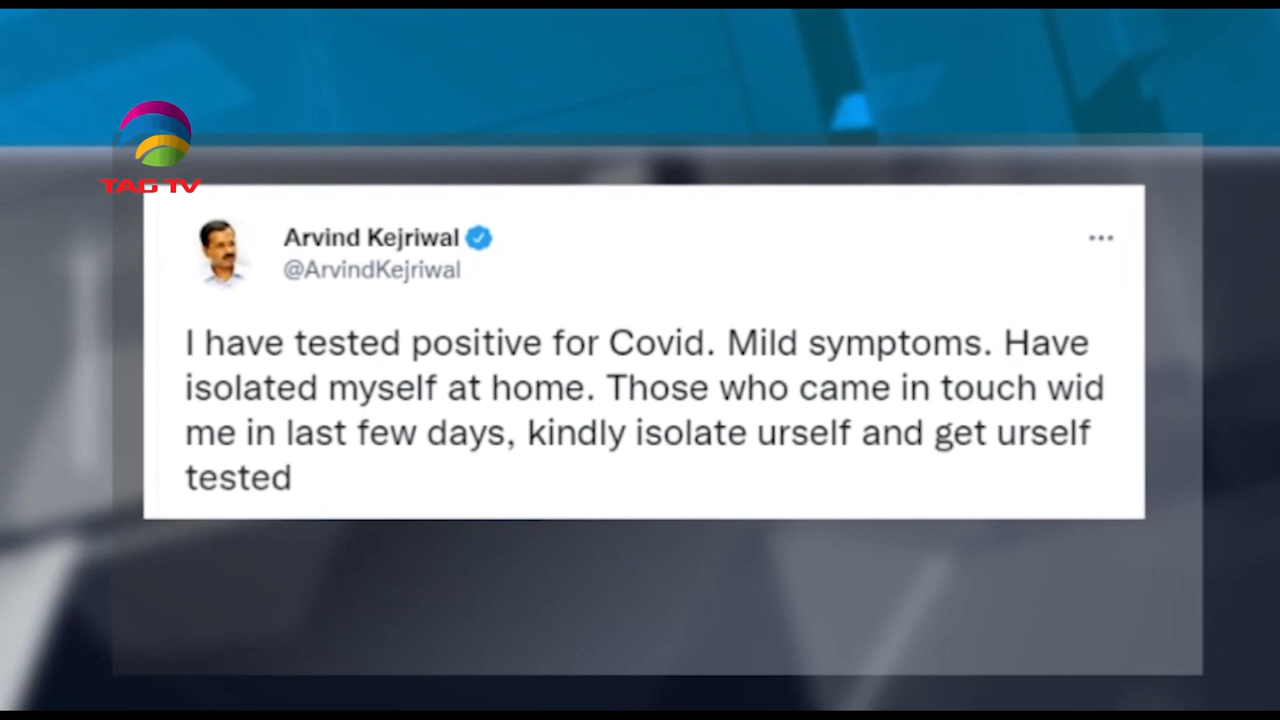 TAG TV
Arvind Kejriwal
@ArvindKejriwal
I have tested positive for Covid. Mild symptoms. Have
isolated myself at home. Those who came in touch wid
me in last few days, kindly isolate urself and get urself
tested